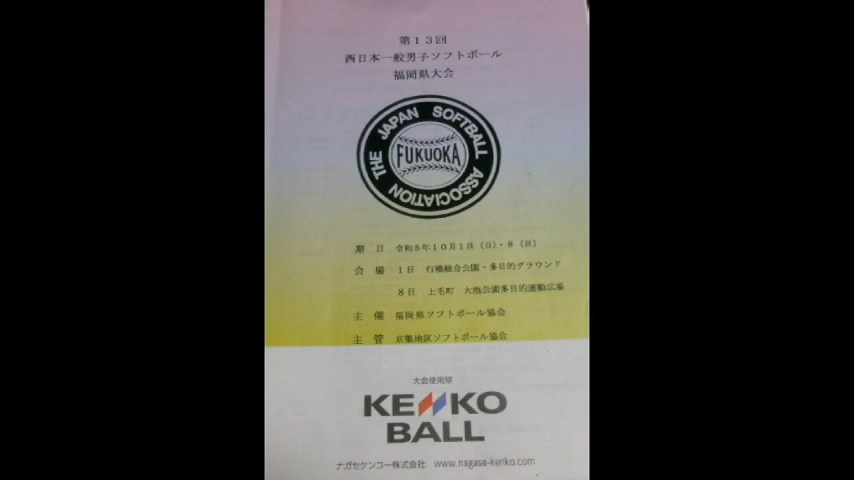 第13回
西日本一般男子ソフトボール
福岡県大会
THE JAPAN SOFTBALL ASSOCIATION
FUKUOKA
期 日 令和5年10月1日(日)・8(日)
会 場 1日 行橋総合公園・多目的グラウンド
8日 上毛町 大池公園多目的運動広場
主 催 福岡県ソフトボール協会
主 管 京築地区ソフトボール協会
大会使用球
KENKO
BALL
ナガセケンコー株式会社 www.nagase-kenko.com